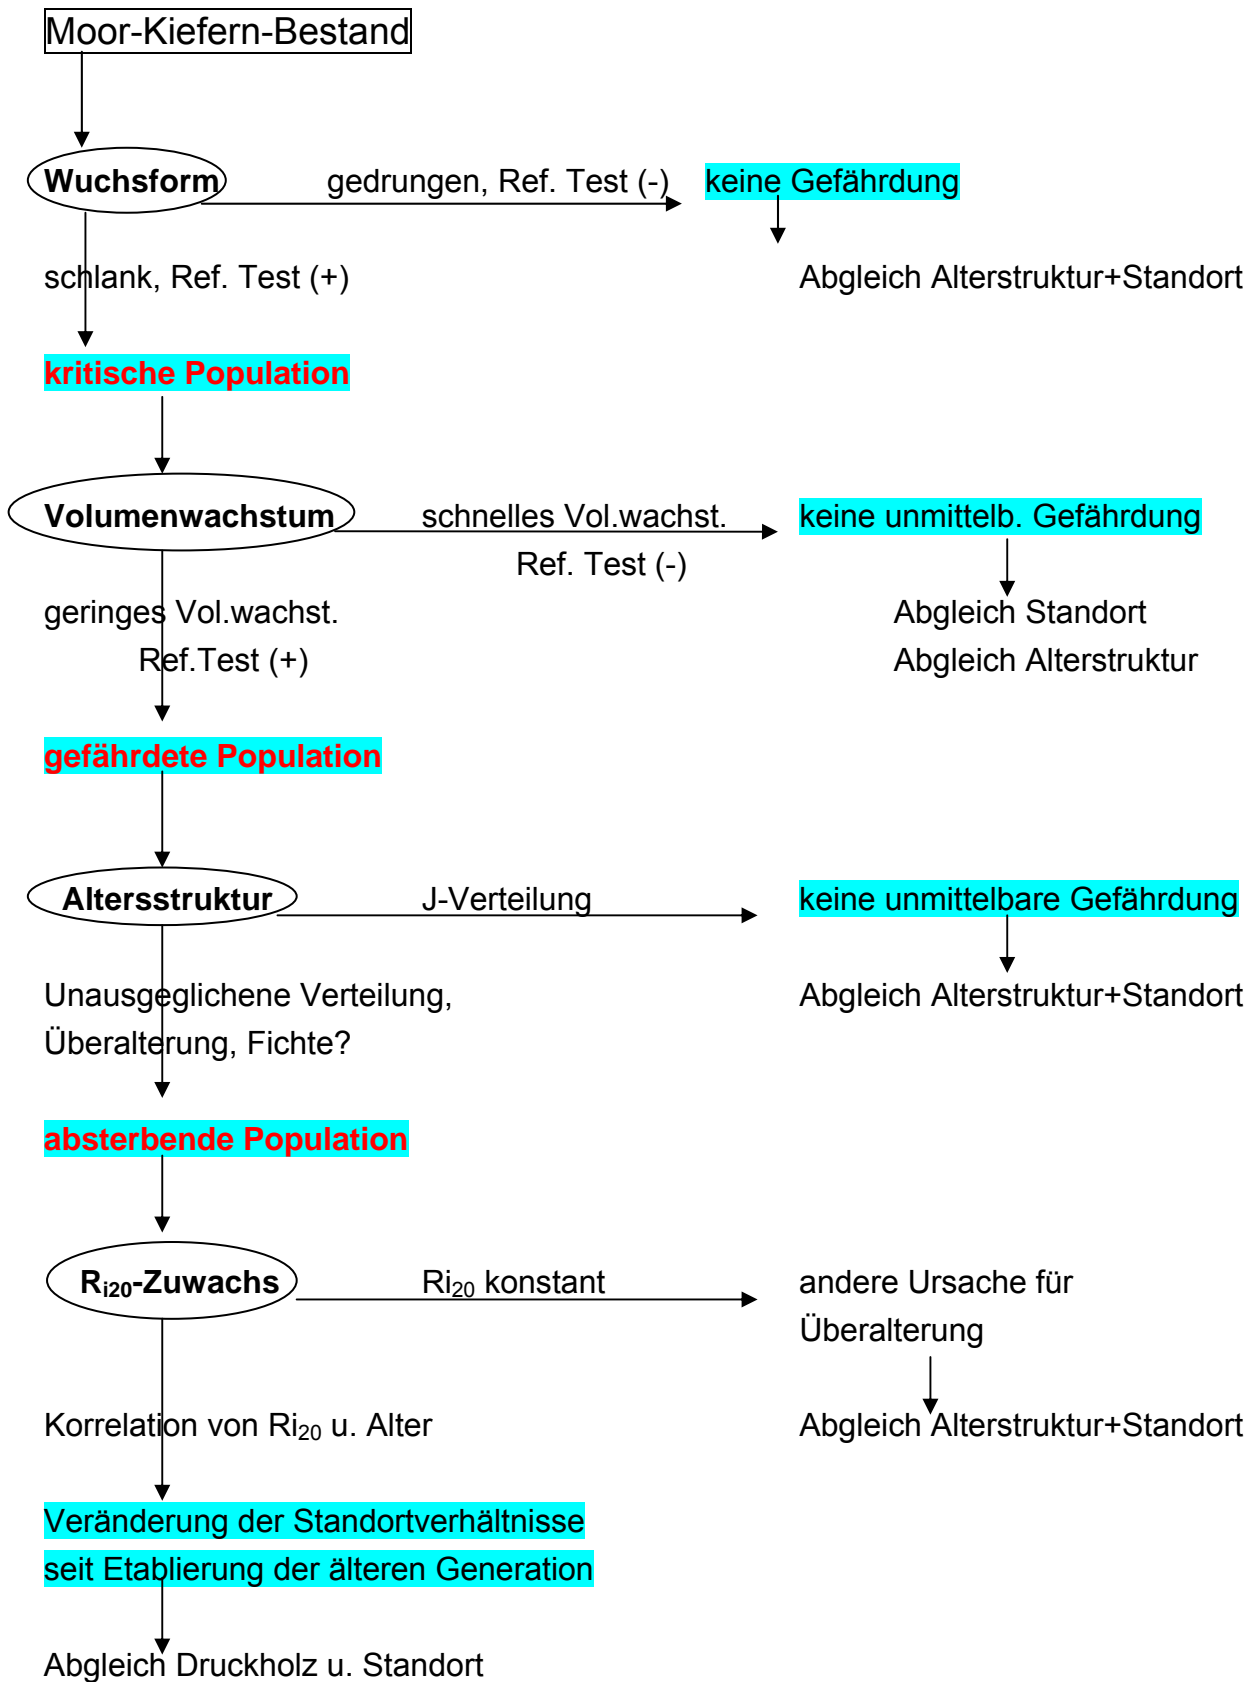 Moor-Kiefern-Bestand
Wuchsform
gedrungen, Ref. Test (-)
keine Gefährdung
schlank, Ref. Test (+)
Abgleich Alterstruktur+Standort
kritische Population
Volumenwachstum
schnelles Vol.wachst.
keine unmittelb. Gefährdung
Ref. Test (-)
geringes Vol.wachst.
Abgleich Standort
Ref.Test (+)
Abgleich Alterstruktur
gefährdete Population
Altersstruktur
J-Verteilung
keine unmittelbare Gefährdung
Unausgeglichene Verteilung,
Abgleich Alterstruktur+Standort
Überalterung, Fichte?
absterbende Population
Ri20-Zuwachs
Ri20 konstant
andere Ursache für
Überalterung
Korrelation von Ri20 u. Alter
Abgleich Alterstruktur+Standort
Veränderung der Standortverhältnisse
seit Etablierung der älteren Generation
Abgleich Druckholz u. Standort